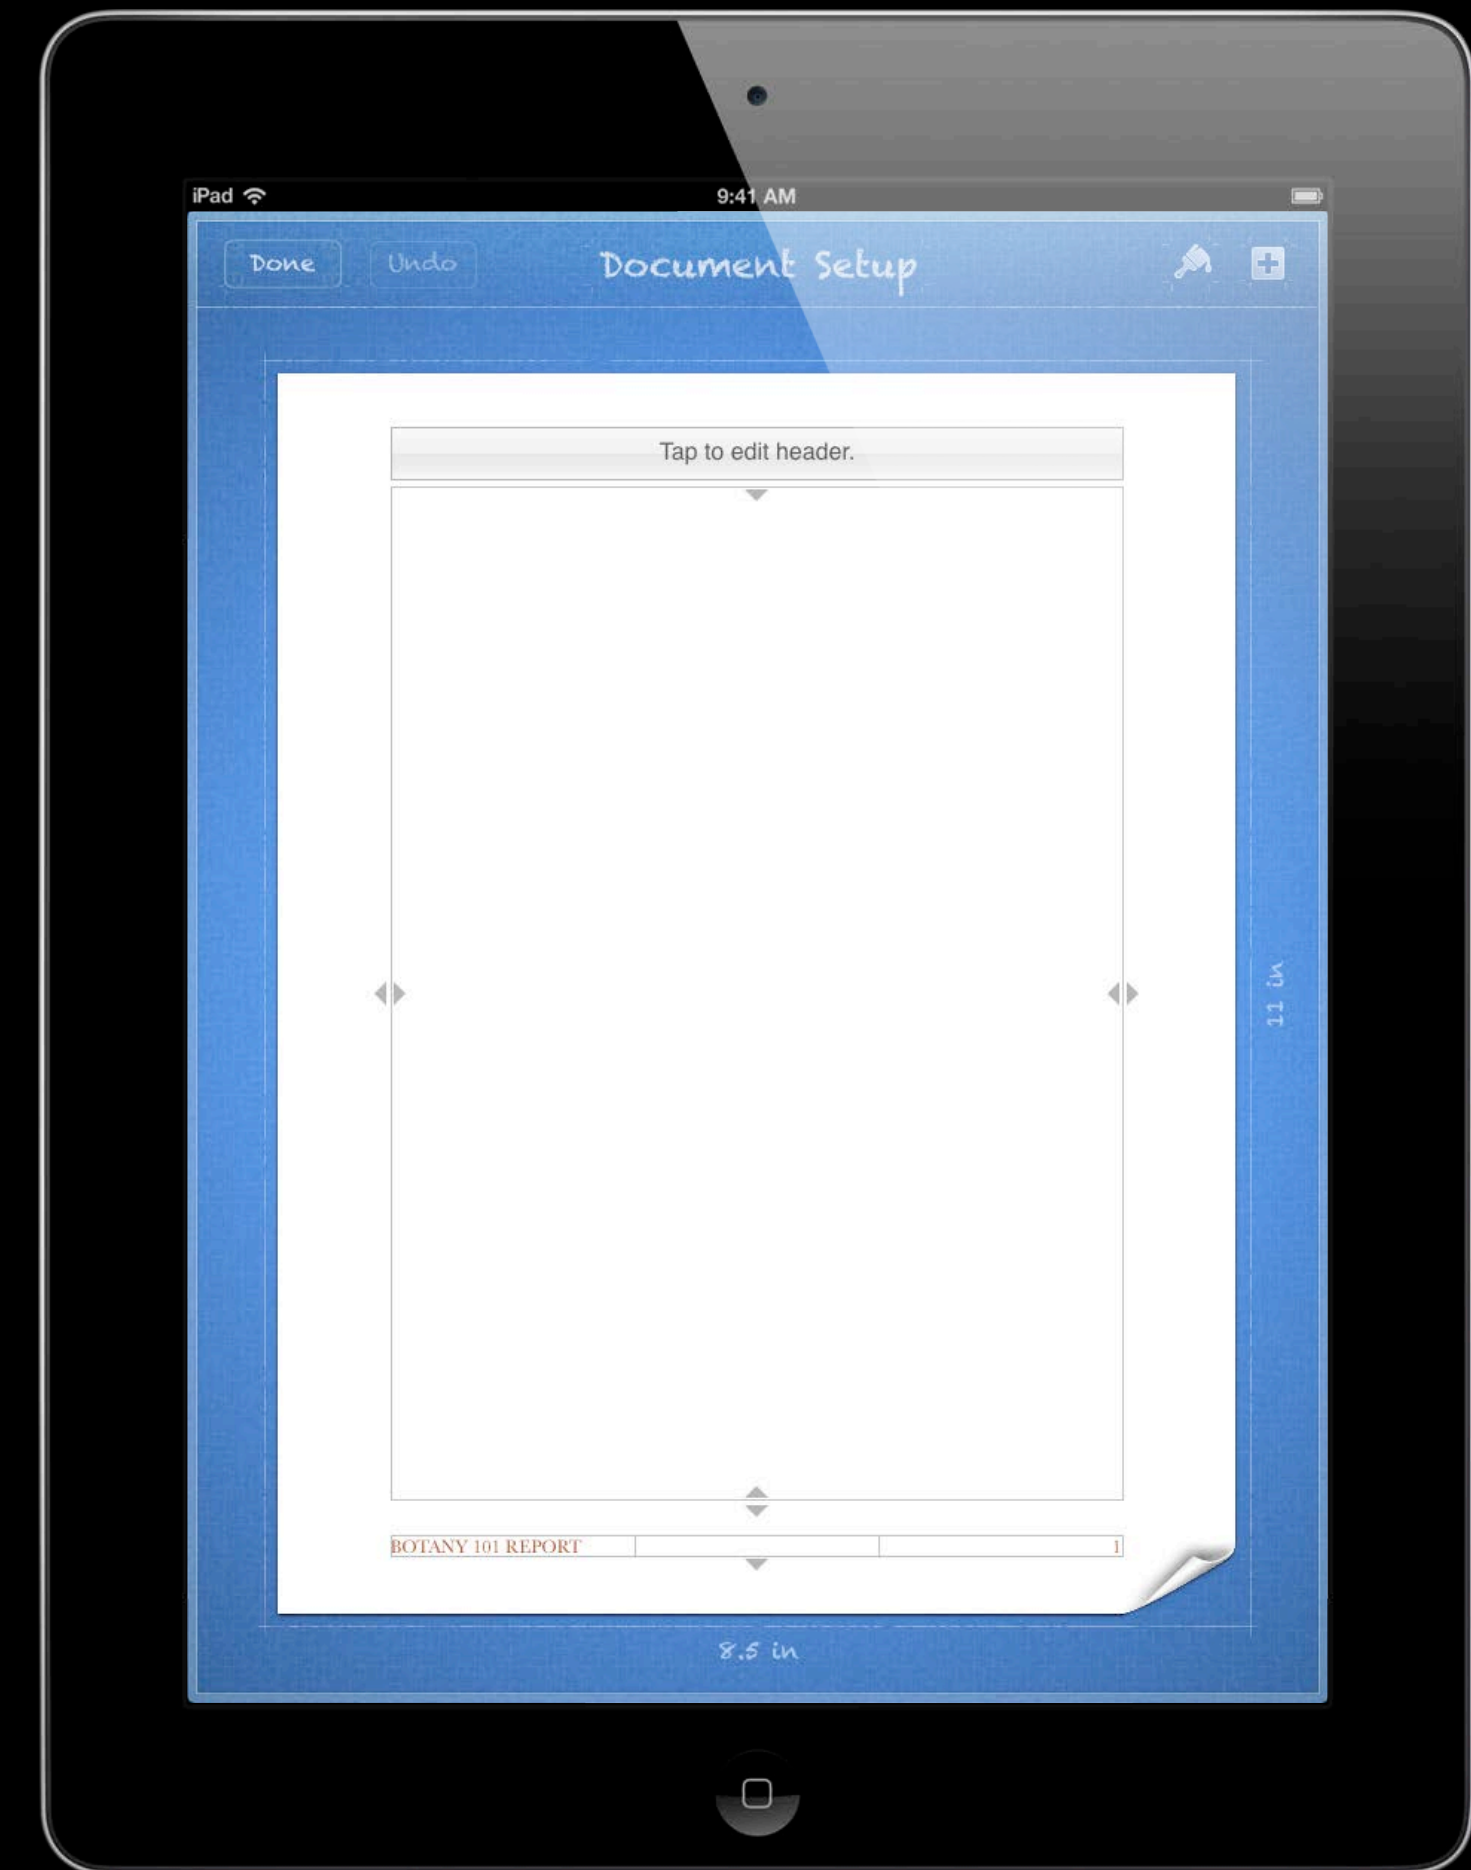 iPad 9:41 AM
Done Undo Document Setup
Tap to edit header.
11 in
BOTANY 101 REPORT 1
8.5 in